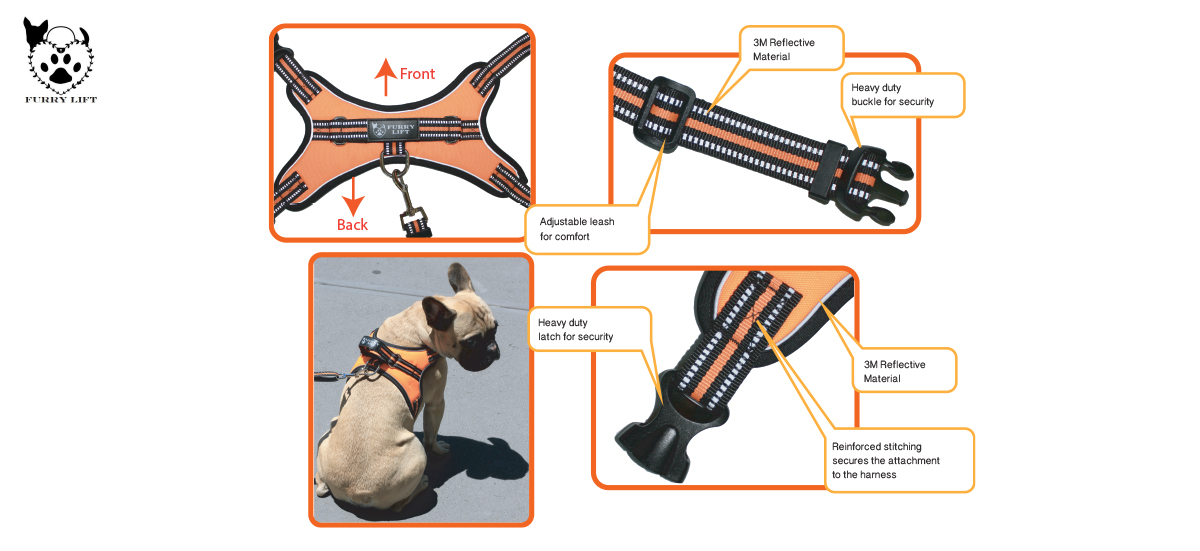 FURRY LIFT
Front
FURRY
LIFT
Back
3M Reflective
Material
Heavy duty
buckle for security
Adjustable leash
for comfort
Heavy duty
latch for security
3M Reflective
Material
Reinforced stitching
secures the attachment
to the harness